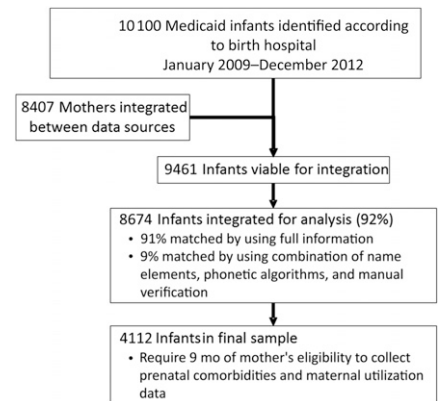 10100 Medicaid infants identified according
to birth hospital
January 2009–December 2012
8407 Mothers integrated
between data sources
9461 Infants viable for integration
8674 Infants integrated for analysis (92%)
• 91% matched by using full information
• 9% matched by using combination of name
elements, phonetic algorithms, and manual
verification
4112 Infants in final sample
• Require 9 mo of mother's eligibility to collect
prenatal comorbidities and maternal utilization
data